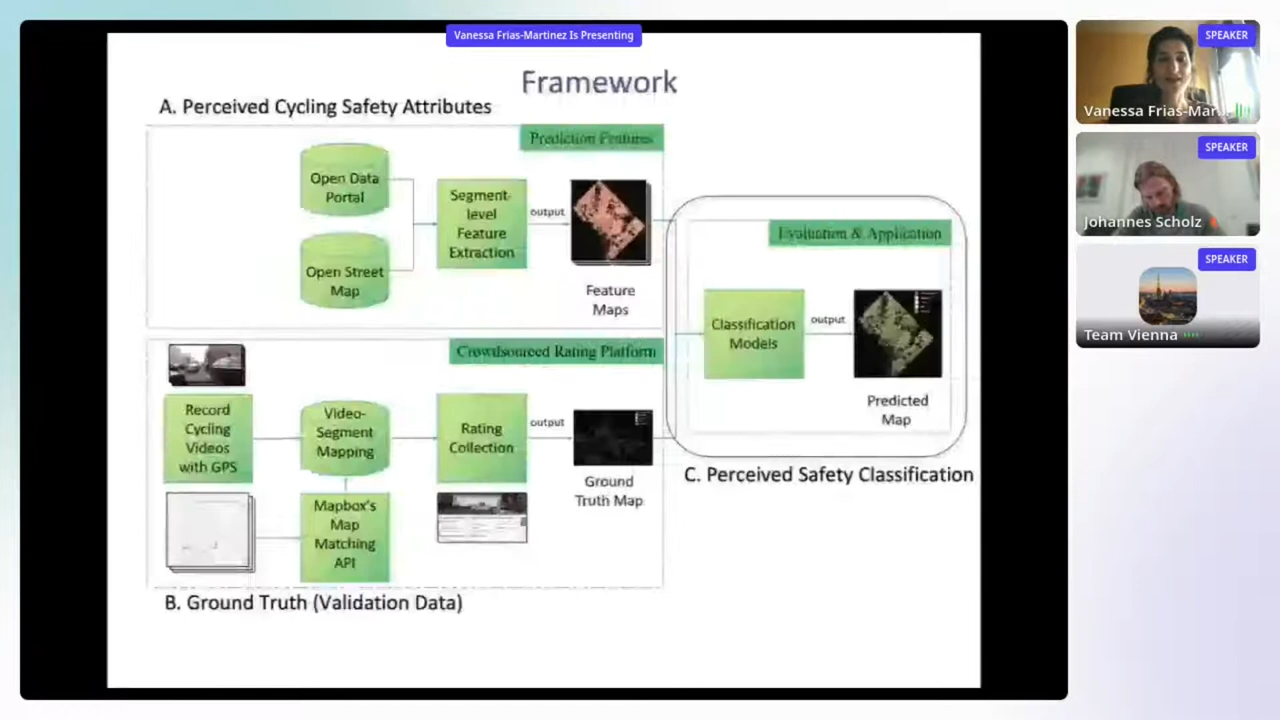 Vanessa Frias-Martinez Is Presenting
Framework
A. Perceived Cycling Safety Attributes
Prediction Features
Open Data
Portal
Open Street
Map
Segment-
level
Feature
Extraction
output
Feature
Maps
Crowdsourced Rating Platform
Record
Cycling
Videos
with GPS
Video-
Segment
Mapping
Mapbox's
Map
Matching
API
Rating
Collection
output
Ground
Truth Map
B. Ground Truth (Validation Data)
Evaluation & Application
Classification
Models
output
Predicted
Map
C. Perceived Safety Classification
SPEAKER
Vanessa Frias-Mar...
SPEAKER
Johannes Scholz
SPEAKER
Team Vienna